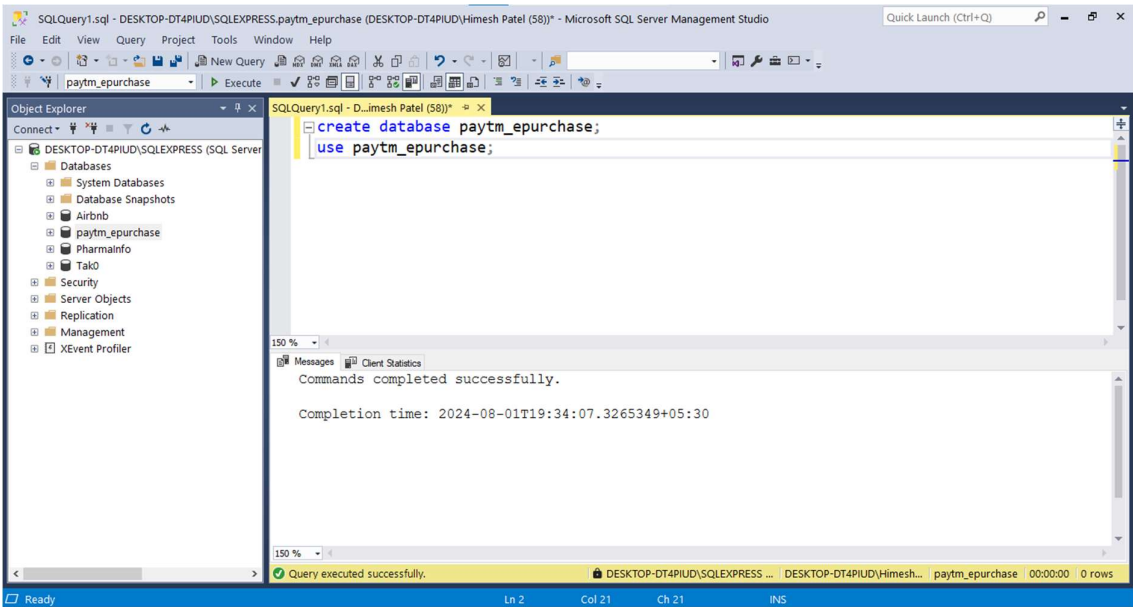 SQLQuery1.sql - DESKTOP-DT4PIUD\SQLEXPRESS.paytm_epurchase (DESKTOP-DT4PIUD\Himesh Patel (58))* - Microsoft SQL Server Management Studio
Quick Launch (Ctrl+Q)
File Edit View Query Project Tools Window Help
New Query
paytm_epurchase Execute
Object Explorer
SQLQuery1.sql - D...imesh Patel (58))*
Connect
DESKTOP-DT4PIUD\SQLEXPRESS (SQL Server
Databases
System Databases
Database Snapshots
Airbnb
paytm_epurchase
PharmaInfo
Tak0
Security
Server Objects
Replication
Management
XEvent Profiler
create database paytm_epurchase;
use paytm_epurchase;
150 %
Messages Client Statistics
Commands completed successfully.
Completion time: 2024-08-01T19:34:07.3265349+05:30
150 %
Query executed successfully. DESKTOP-DT4PIUD\SQLEXPRESS ... DESKTOP-DT4PIUD\Himesh... paytm_epurchase 00:00:00 0 rows
Ready Ln 2 Col 21 Ch 21 INS